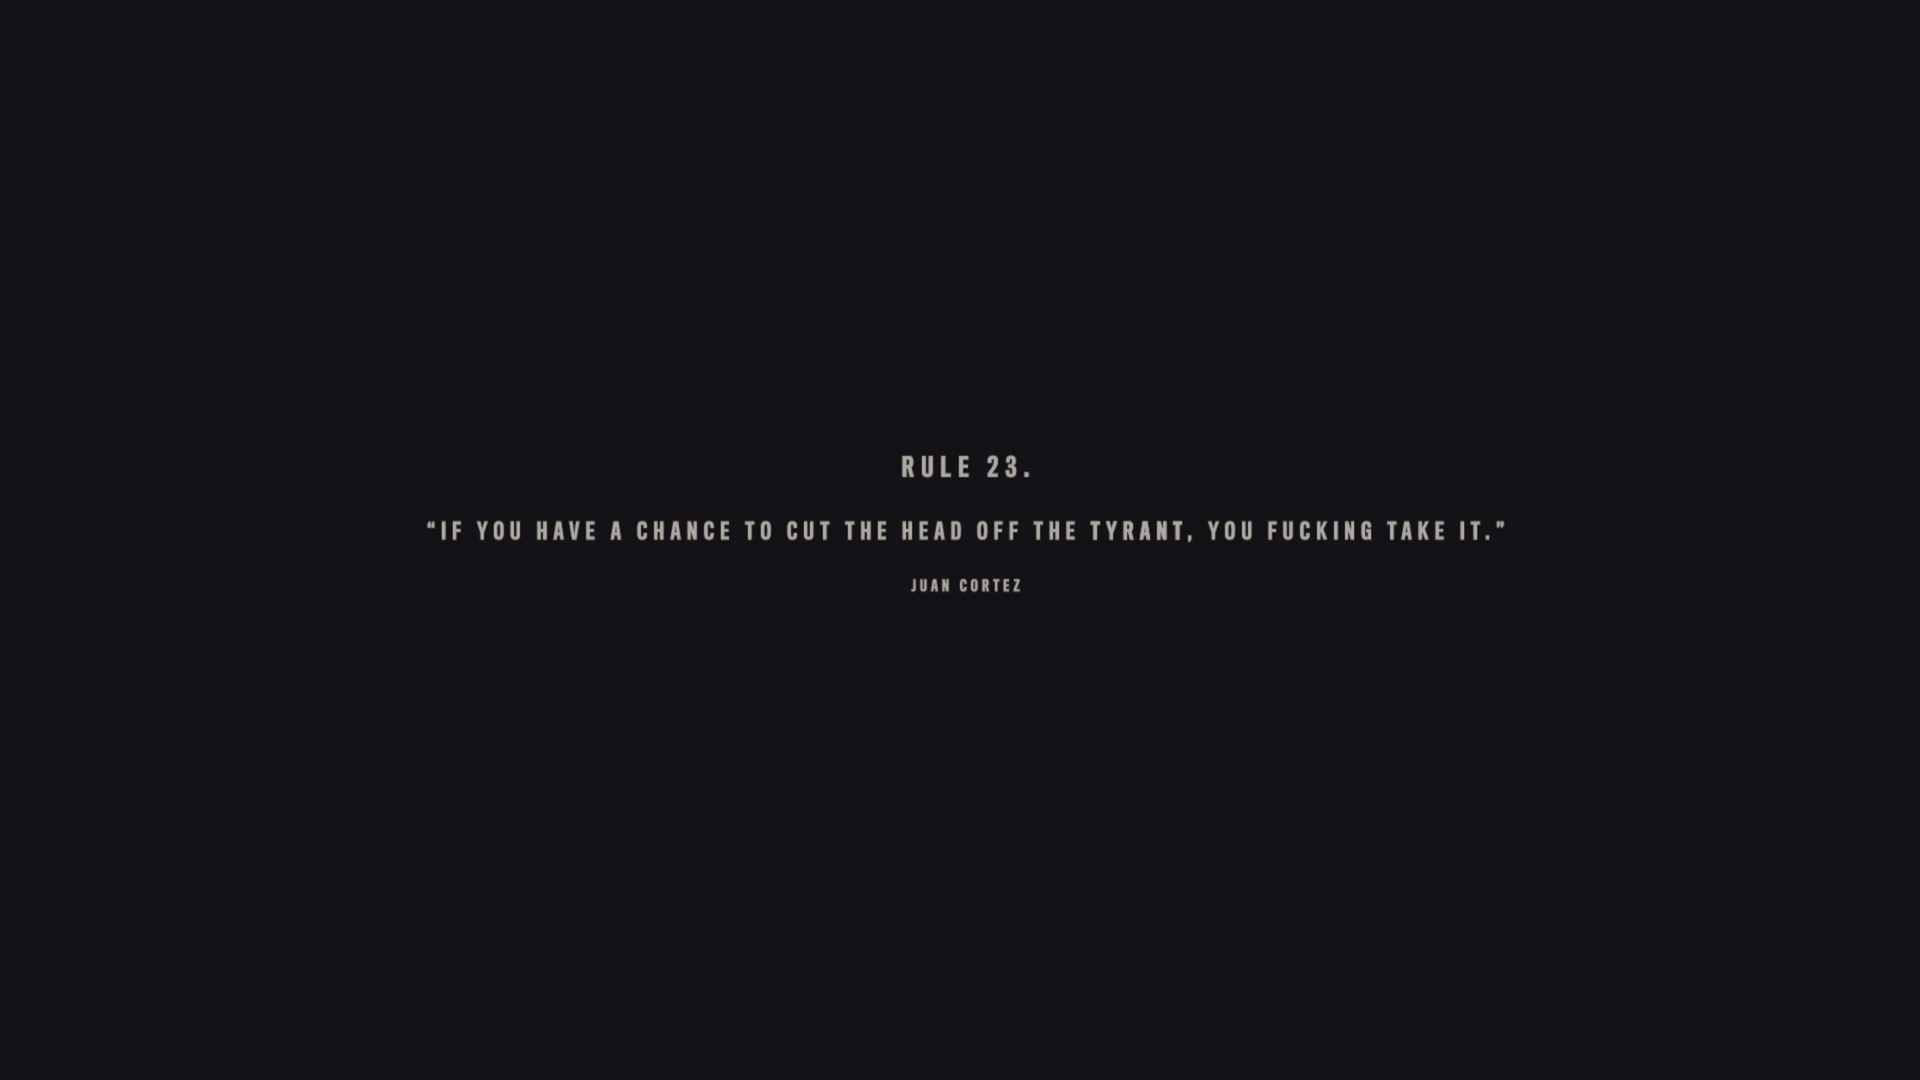 RULE 23.
“IF YOU HAVE A CHANCE TO CUT THE HEAD OFF THE TYRANT, YOU FUCKING TAKE IT.”
JUAN CORTEZ